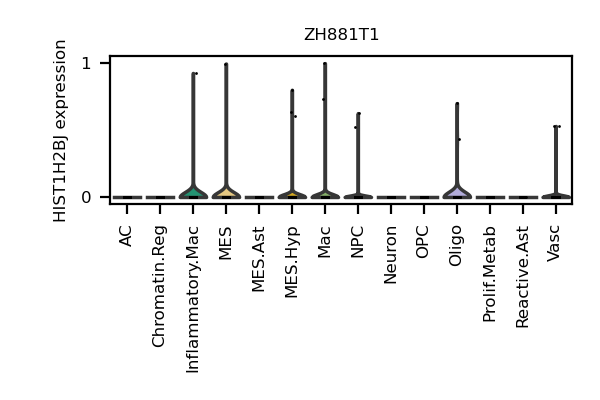 ZH881T1
HIST1H2BJ expression
1
0
AC
Chromatin.Reg
Inflammatory.Mac
MES
MES.Ast
MES.Hyp
Mac
NPC
Neuron
OPC
Oligo
Prolif.Metab
Reactive.Ast
Vasc